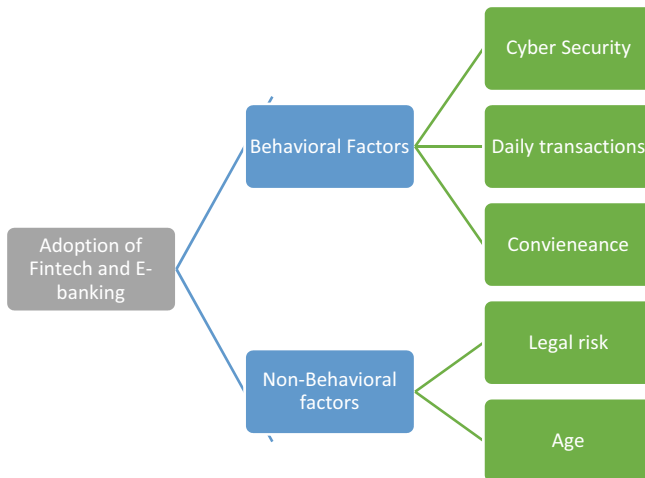 Cyber Security
Behavioral Factors
Daily transactions
Convieneance
Adoption of
Fintech and E-
banking
Legal risk
Non-Behavioral
factors
Age